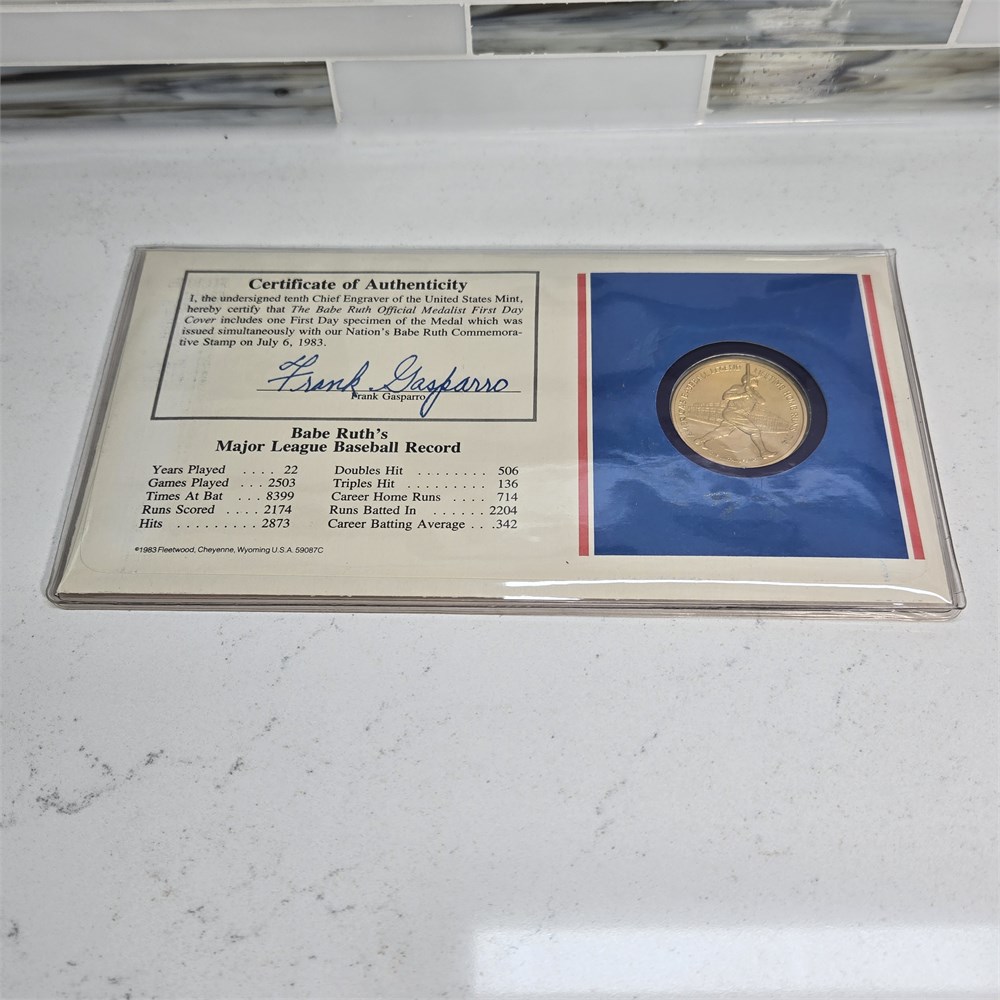 Certificate of Authenticity
I, the undersigned tenth Chief Engraver of the United States Mint,
hereby certify that The Babe Ruth Official Medalist First Day
Cover includes one First Day specimen of the Medal which was
issued simultaneously with our Nation's Babe Ruth Commemora-
tive Stamp on July 6, 1983.
Frank Gasparro
Frank Gasparro
Babe Ruth's
Major League Baseball Record
Years Played .... 22
Games Played ... 2503
Times At Bat ... 8399
Runs Scored .... 2174
Hits ......... 2873
Doubles Hit ........ 506
Triples Hit ........ 136
Career Home Runs .... 714
Runs Batted In ...... 2204
Career Batting Average ... .342
©1983 Fleetwood, Cheyenne, Wyoming U.S.A. 59087C
LEGEND